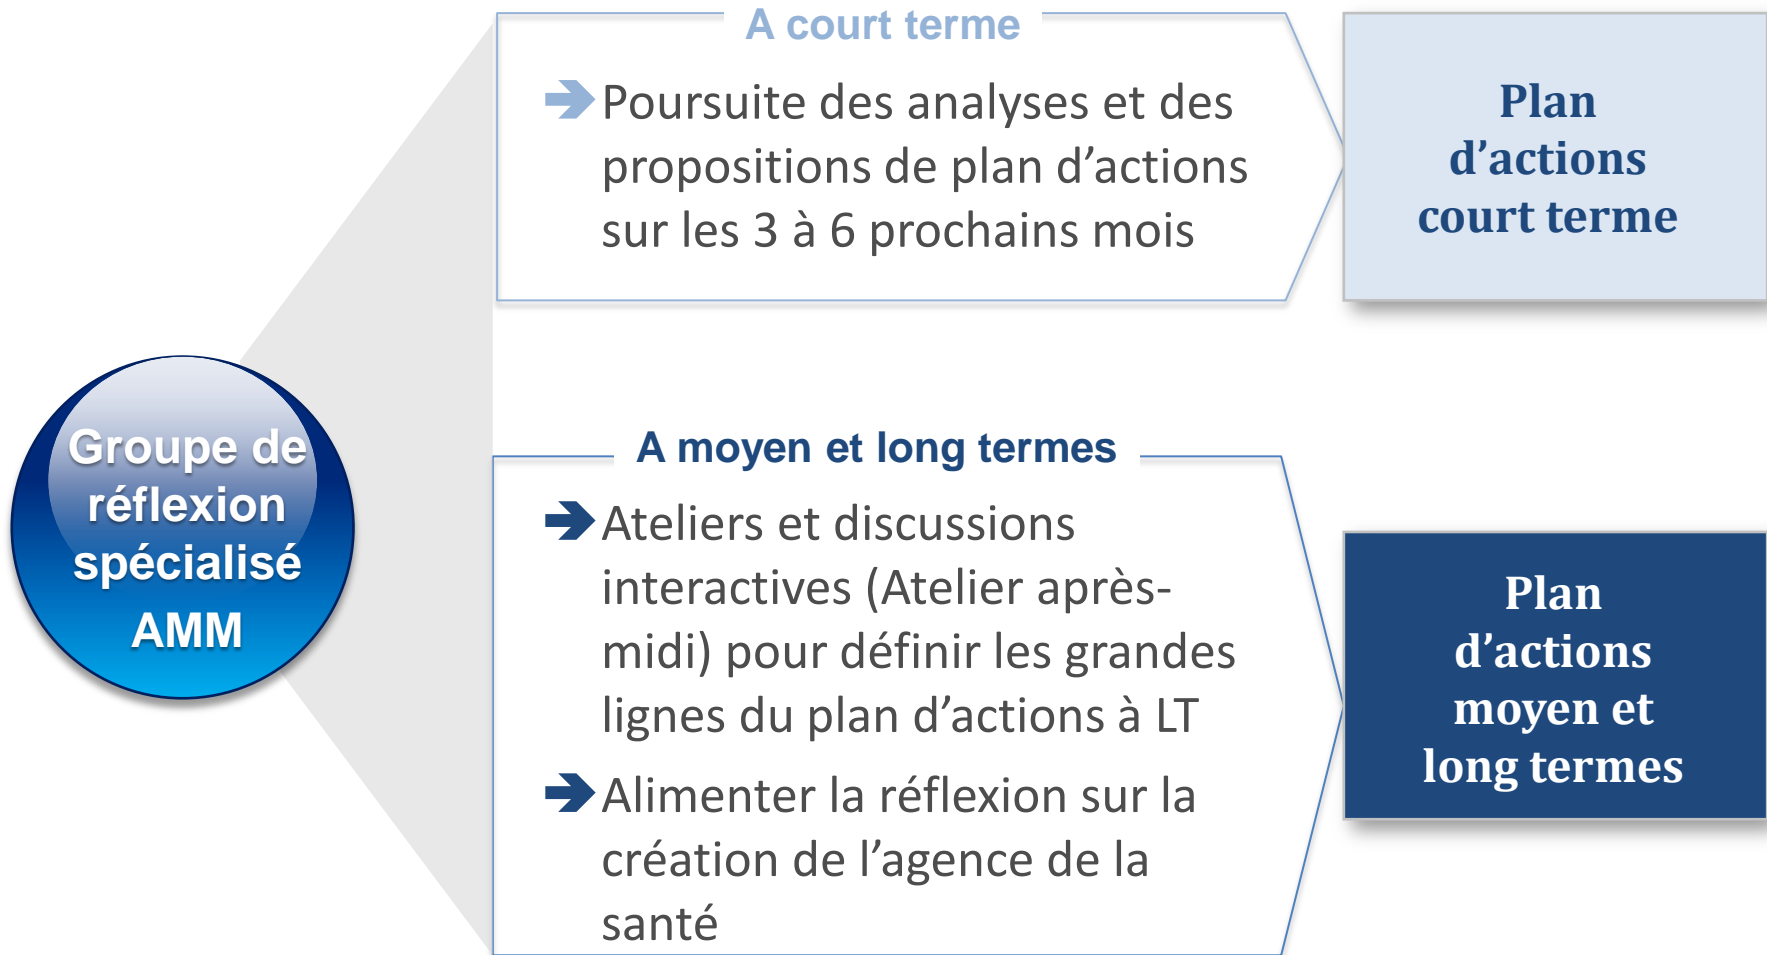 A court terme
Poursuite des analyses et des
propositions de plan d’actions
sur les 3 à 6 prochains mois
Plan
d’actions
court terme
Groupe de
réflexion
spécialisé
AMM
A moyen et long termes
Ateliers et discussions
interactives (Atelier après-
midi) pour définir les grandes
lignes du plan d’actions à LT
Alimenter la réflexion sur la
création de l’agence de la
santé
Plan
d’actions
moyen et
long termes